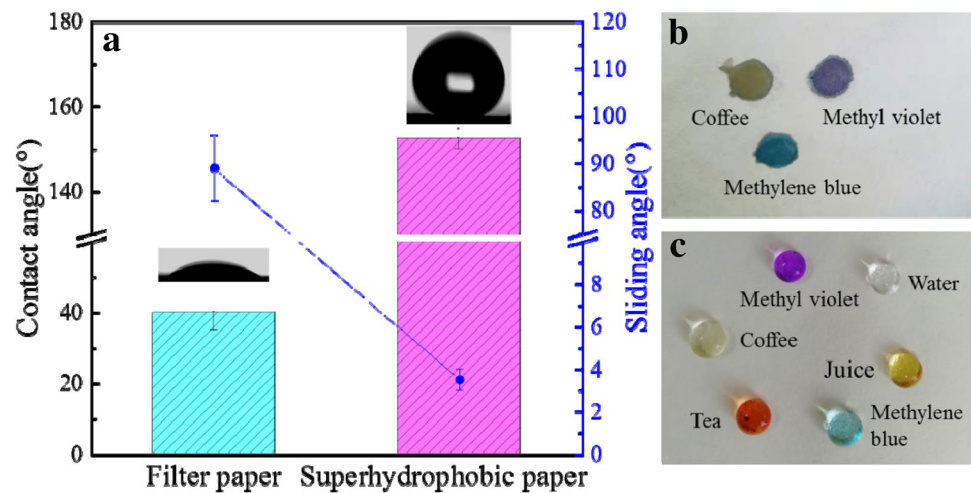 a
180
160
140
40
20
0
Contact angle(°)
120
110
100
90
80
8
6
4
2
0
Sliding angle(°)
Filter paper
Superhydrophobic paper
b
Coffee
Methyl violet
Methylene blue
c
Methyl violet
Water
Coffee
Juice
Tea
Methylene
blue